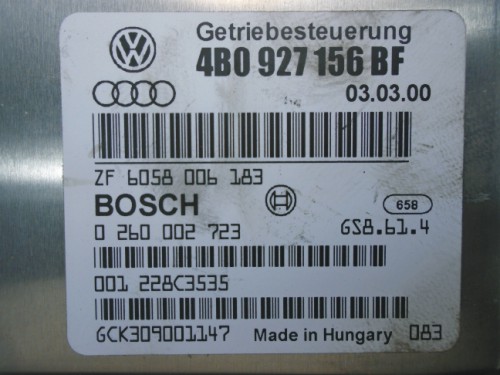 Getriebesteuerung
4B0 927 156 BF
03.03.00
ZF 6058 006 183
BOSCH 658
0 260 002 723 GS8.61.4
001 228C3535
GCK309001147 Made in Hungary 083